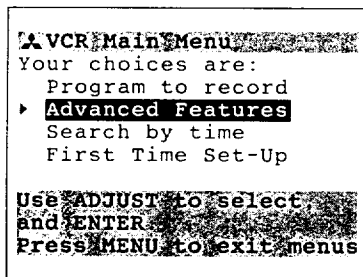 VCR Main Menu
Your choices are:
Program to record
Advanced Features
Search by time
First Time Set-Up
Use ADJUST to select,
and ENTER.
Press MENU to exit menus